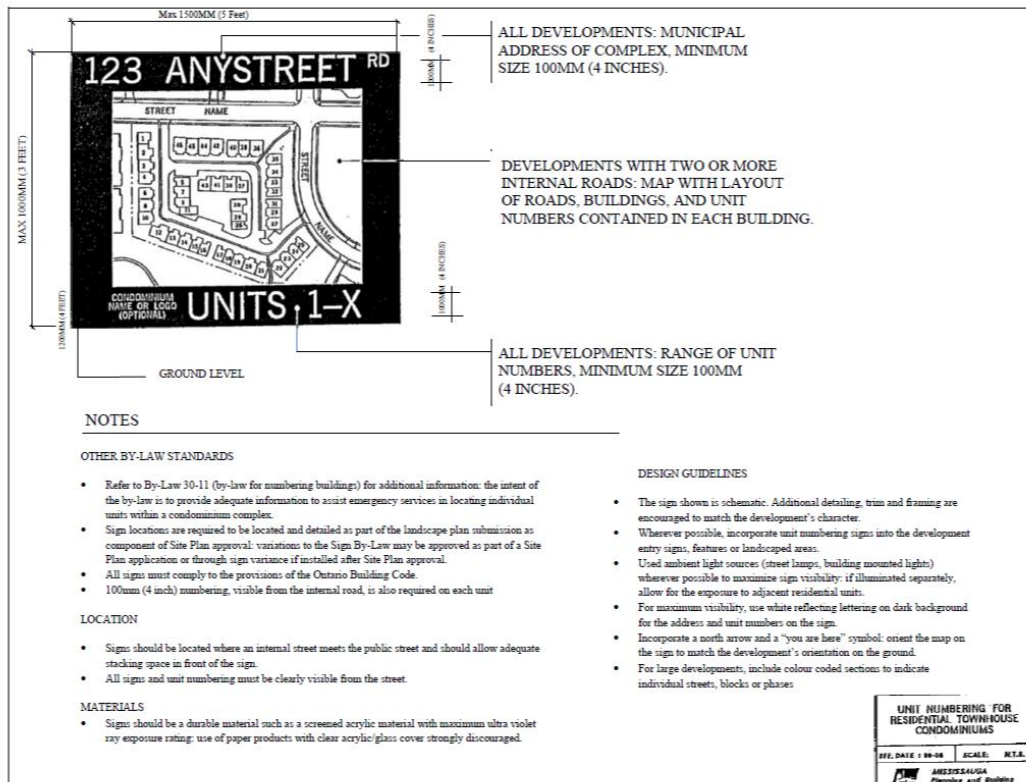 Max 1500MM (5 Feet)
MAX 1000MM (3 FEET)
1200MM (4 FEET)
1000MM (4 INCHES)
1000MM (4 INCHES)
123 ANYSTREET RD
STREET NAME
STREET
NAME
CONDOMINIUM
NAME OR LOGO
(OPTIONAL)
UNITS 1–X
GROUND LEVEL
ALL DEVELOPMENTS: MUNICIPAL
ADDRESS OF COMPLEX, MINIMUM
SIZE 100MM (4 INCHES).
DEVELOPMENTS WITH TWO OR MORE
INTERNAL ROADS: MAP WITH LAYOUT
OF ROADS, BUILDINGS, AND UNIT
NUMBERS CONTAINED IN EACH BUILDING.
ALL DEVELOPMENTS: RANGE OF UNIT
NUMBERS, MINIMUM SIZE 100MM
(4 INCHES).
NOTES
OTHER BY-LAW STANDARDS
• Refer to By-Law 30-11 (by-law for numbering buildings) for additional information: the intent of
the by-law is to provide adequate information to assist emergency services in locating individual
units within a condominium complex.
• Sign locations are required to be located and detailed as part of the landscape plan submission as
component of Site Plan approval: variations to the Sign By-Law may be approved as part of a Site
Plan application or through sign variance if installed after Site Plan approval.
• All signs must comply to the provisions of the Ontario Building Code.
• 100mm (4 inch) numbering, visible from the internal road, is also required on each unit
LOCATION
• Signs should be located where an internal street meets the public street and should allow adequate
stacking space in front of the sign.
• All signs and unit numbering must be clearly visible from the street.
MATERIALS
• Signs should be a durable material such as a screened acrylic material with maximum ultra violet
ray exposure rating: use of paper products with clear acrylic/glass cover strongly discouraged.
DESIGN GUIDELINES
• The sign shown is schematic. Additional detailing, trim and framing are
encouraged to match the development's character.
• Wherever possible, incorporate unit numbering signs into the development
entry signs, features or landscaped areas.
• Used ambient light sources (street lamps, building mounted lights)
wherever possible to maximize sign visibility: if illuminated separately,
allow for the exposure to adjacent residential units.
• For maximum visibility, use white reflecting lettering on dark background
for the address and unit numbers on the sign.
• Incorporate a north arrow and a "you are here" symbol: orient the map on
the sign to match the development's orientation on the ground.
• For large developments, include colour coded sections to indicate
individual streets, blocks or phases
UNIT NUMBERING FOR
RESIDENTIAL TOWNHOUSE
CONDOMINIUMS
EFF. DATE : SCALE: N.T.S.
MISSISSAUGA
Planning and Building